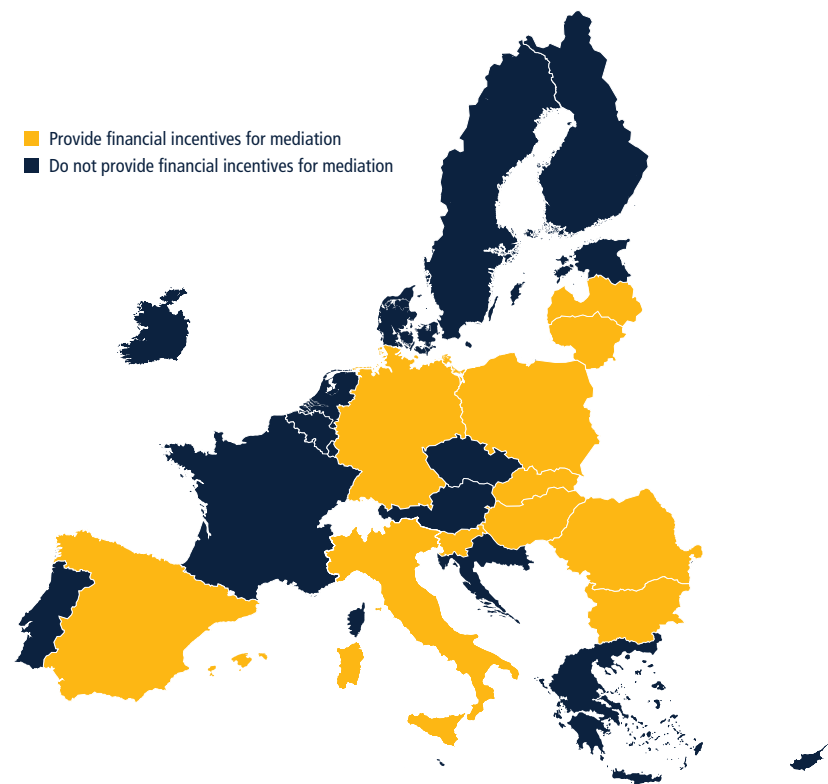 Provide financial incentives for mediation
Do not provide financial incentives for mediation